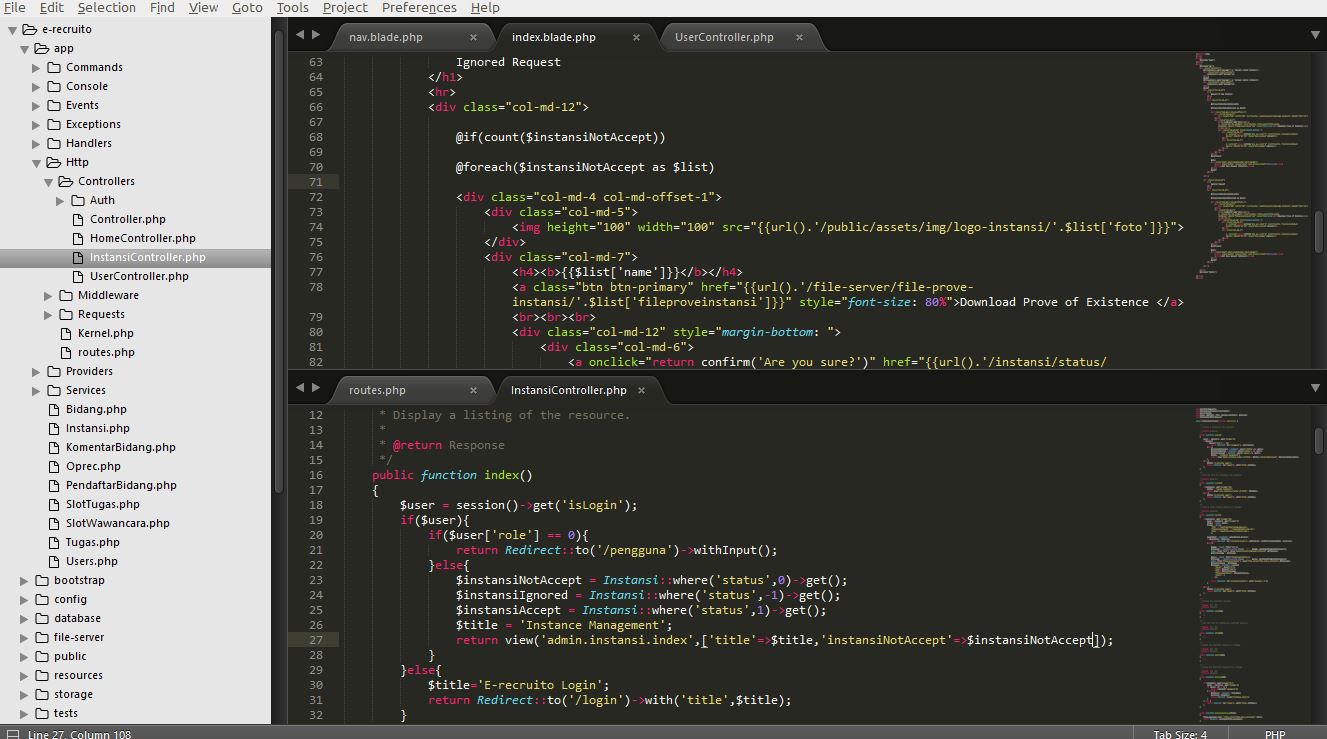 File Edit Selection Find View Goto Tools Project Preferences Help
e-recruito
app
Commands
Console
Events
Exceptions
Handlers
Http
Controllers
Auth
Controller.php
HomeController.php
InstansiController.php
UserController.php
Middleware
Requests
Kernel.php
routes.php
Providers
Services
Bidang.php
Instansi.php
KomentarBidang.php
Oprec.php
PendaftarBidang.php
SlotTugas.php
SlotWawancara.php
Tugas.php
Users.php
bootstrap
config
database
file-server
public
resources
storage
tests
nav.blade.php × index.blade.php × UserController.php ×
63 Ignored Request
64 </h1>
65 <hr>
66 <div class="col-md-12">
67
68 @if(count($instansiNotAccept))
69
70 @foreach($instansiNotAccept as $list)
71
72 <div class="col-md-4 col-md-offset-1">
73 <div class="col-md-5">
74 <img height="100" width="100" src="{{url().'/public/assets/img/logo-instansi/'.$list['foto']}}">
75 </div>
76 <div class="col-md-7">
77 <h4><b>{{$list['name']}}</b></h4>
78 <a class="btn btn-primary" href="{{url().'/file-server/file-prove-
instansi/'.$list['fileproveinstansi']}}" style="font-size: 80%">Download Prove of Existence </a>
79 <br><br><br>
80 <div class="col-md-12" style="margin-bottom: ">
81 <div class="col-md-6">
82 <a onclick="return confirm('Are you sure?')" href="{{url().'/instansi/status/
routes.php × InstansiController.php ×
12 * Display a listing of the resource.
13 *
14 * @return Response
15 */
16 public function index()
17 {
18 $user = session()->get('isLogin');
19 if($user){
20 if($user['role'] == 0){
21 return Redirect::to('/pengguna')->withInput();
22 }else{
23 $instansiNotAccept = Instansi::where('status',0)->get();
24 $instansiIgnored = Instansi::where('status',-1)->get();
25 $instansiAccept = Instansi::where('status',1)->get();
26 $title = 'Instance Management';
27 return view('admin.instansi.index',['title'=>$title,'instansiNotAccept'=>$instansiNotAccept]);
28 }
29 }else{
30 $title='E-recruito Login';
31 return Redirect::to('/login')->with('title',$title);
32 }
Line 27, Column 108 Tab Size: 4 PHP